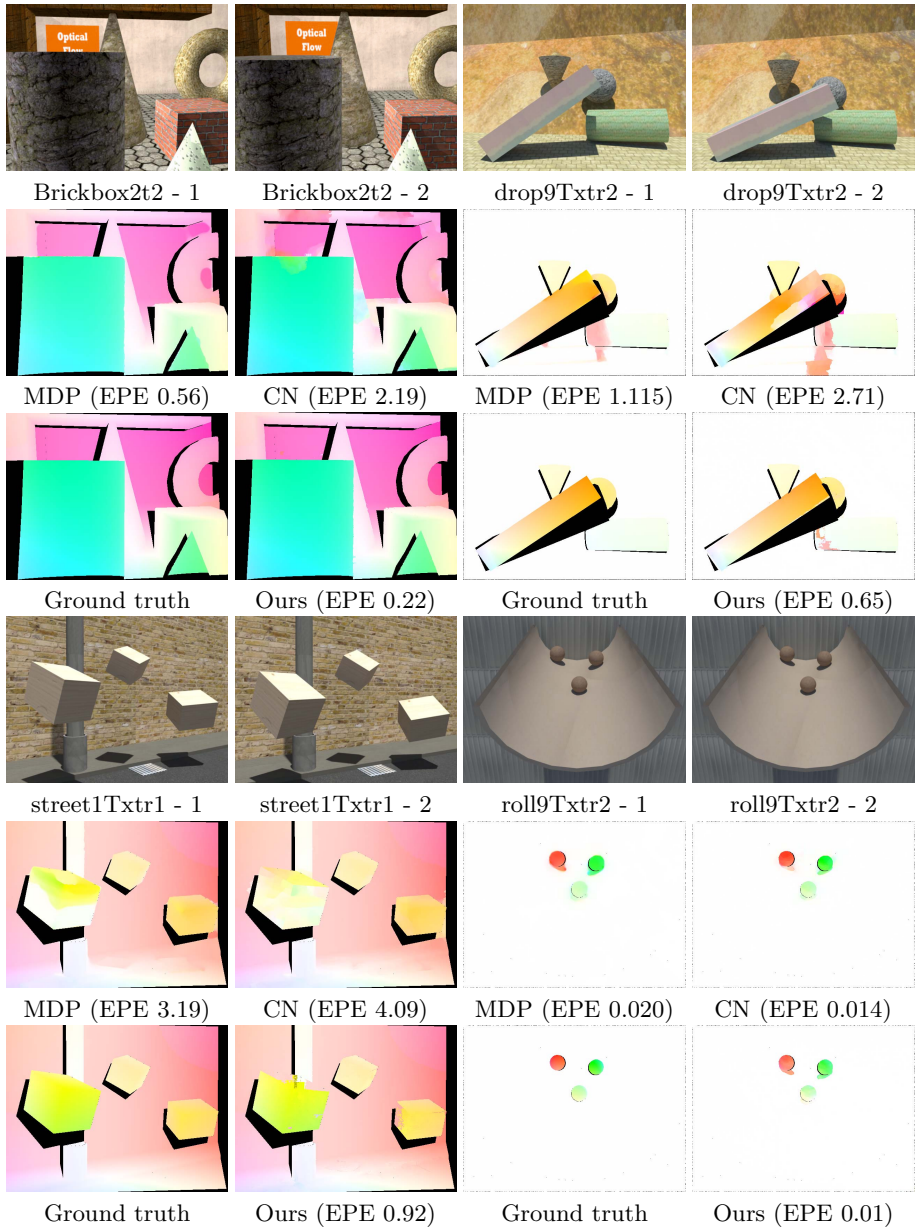 Optical
Flow
Optical
Flow
Brickbox2t2 - 1 Brickbox2t2 - 2 drop9Txtr2 - 1 drop9Txtr2 - 2
MDP (EPE 0.56) CN (EPE 2.19) MDP (EPE 1.115) CN (EPE 2.71)
Ground truth Ours (EPE 0.22) Ground truth Ours (EPE 0.65)
street1Txtr1 - 1 street1Txtr1 - 2 roll9Txtr2 - 1 roll9Txtr2 - 2
MDP (EPE 3.19) CN (EPE 4.09) MDP (EPE 0.020) CN (EPE 0.014)
Ground truth Ours (EPE 0.92) Ground truth Ours (EPE 0.01)